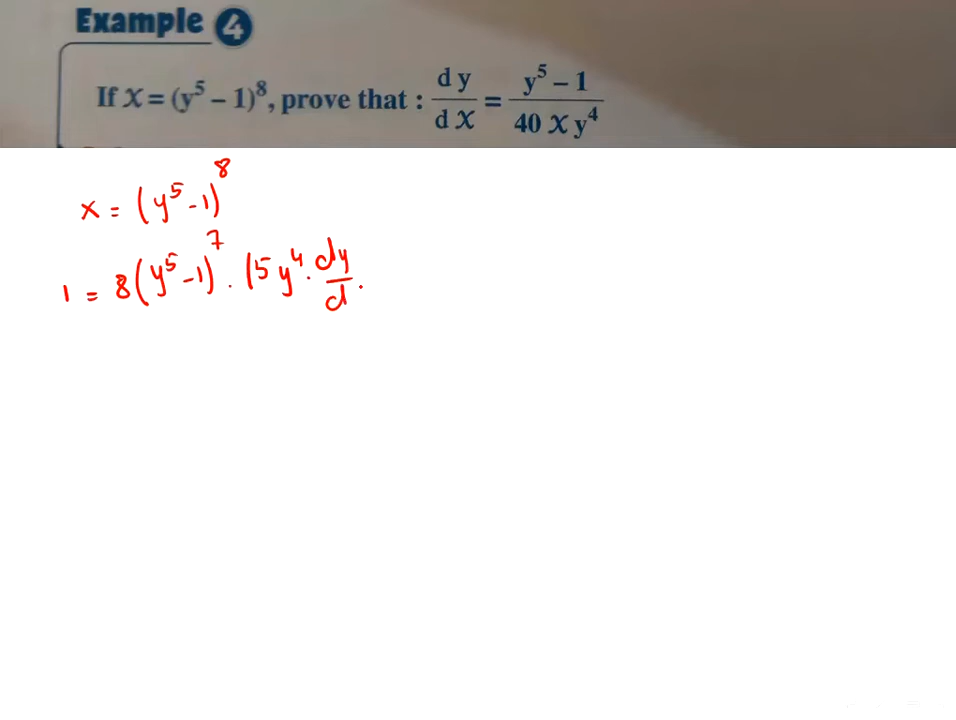 Example 4
If X = (y⁵ – 1)⁸, prove that : dy/dX = (y⁵ – 1)/(40 X y⁴)
x = (y⁵ - 1)⁸
1 = 8(y⁵ - 1)⁷ · (5y⁴ · dy/d.